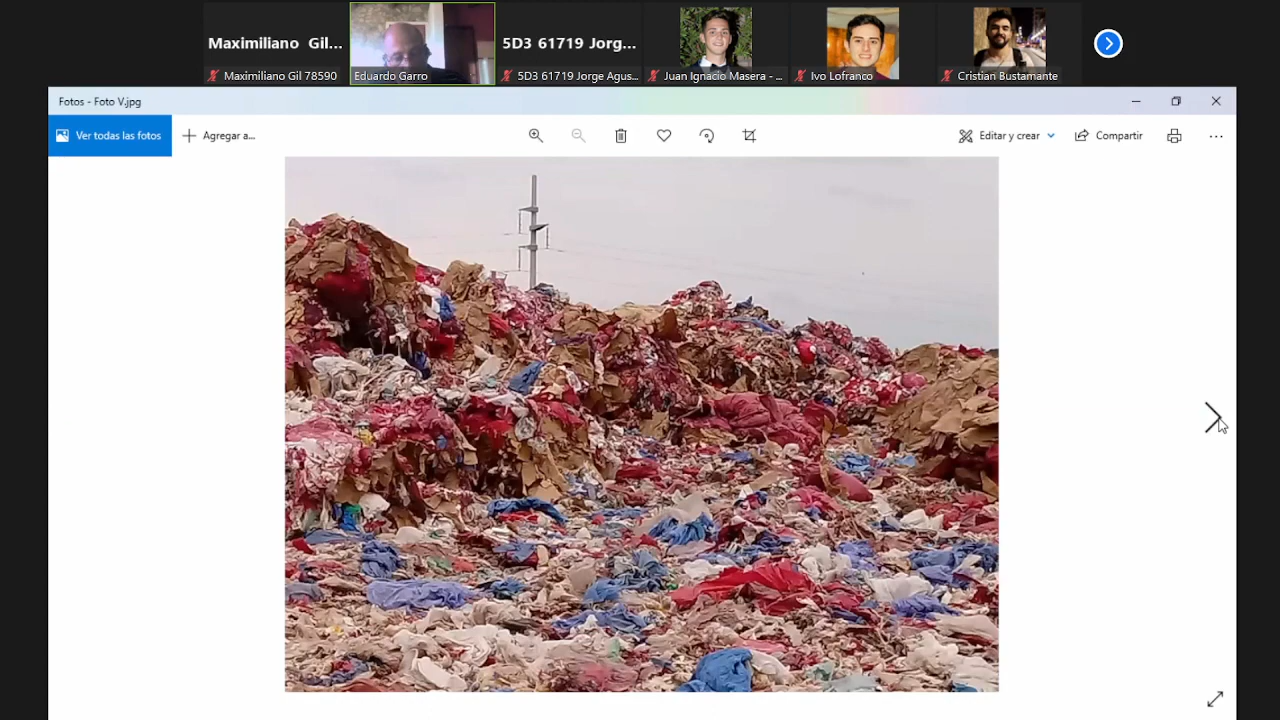 Maximiliano Gil...
5D3 61719 Jorg...
Maximiliano Gil 78590
Eduardo Garro
5D3 61719 Jorge Agus...
Juan Ignacio Masera - ...
Ivo Lofranco
Cristian Bustamante
Fotos - Foto V.jpg
Ver todas las fotos
Agregar a...
Editar y crear
Compartir